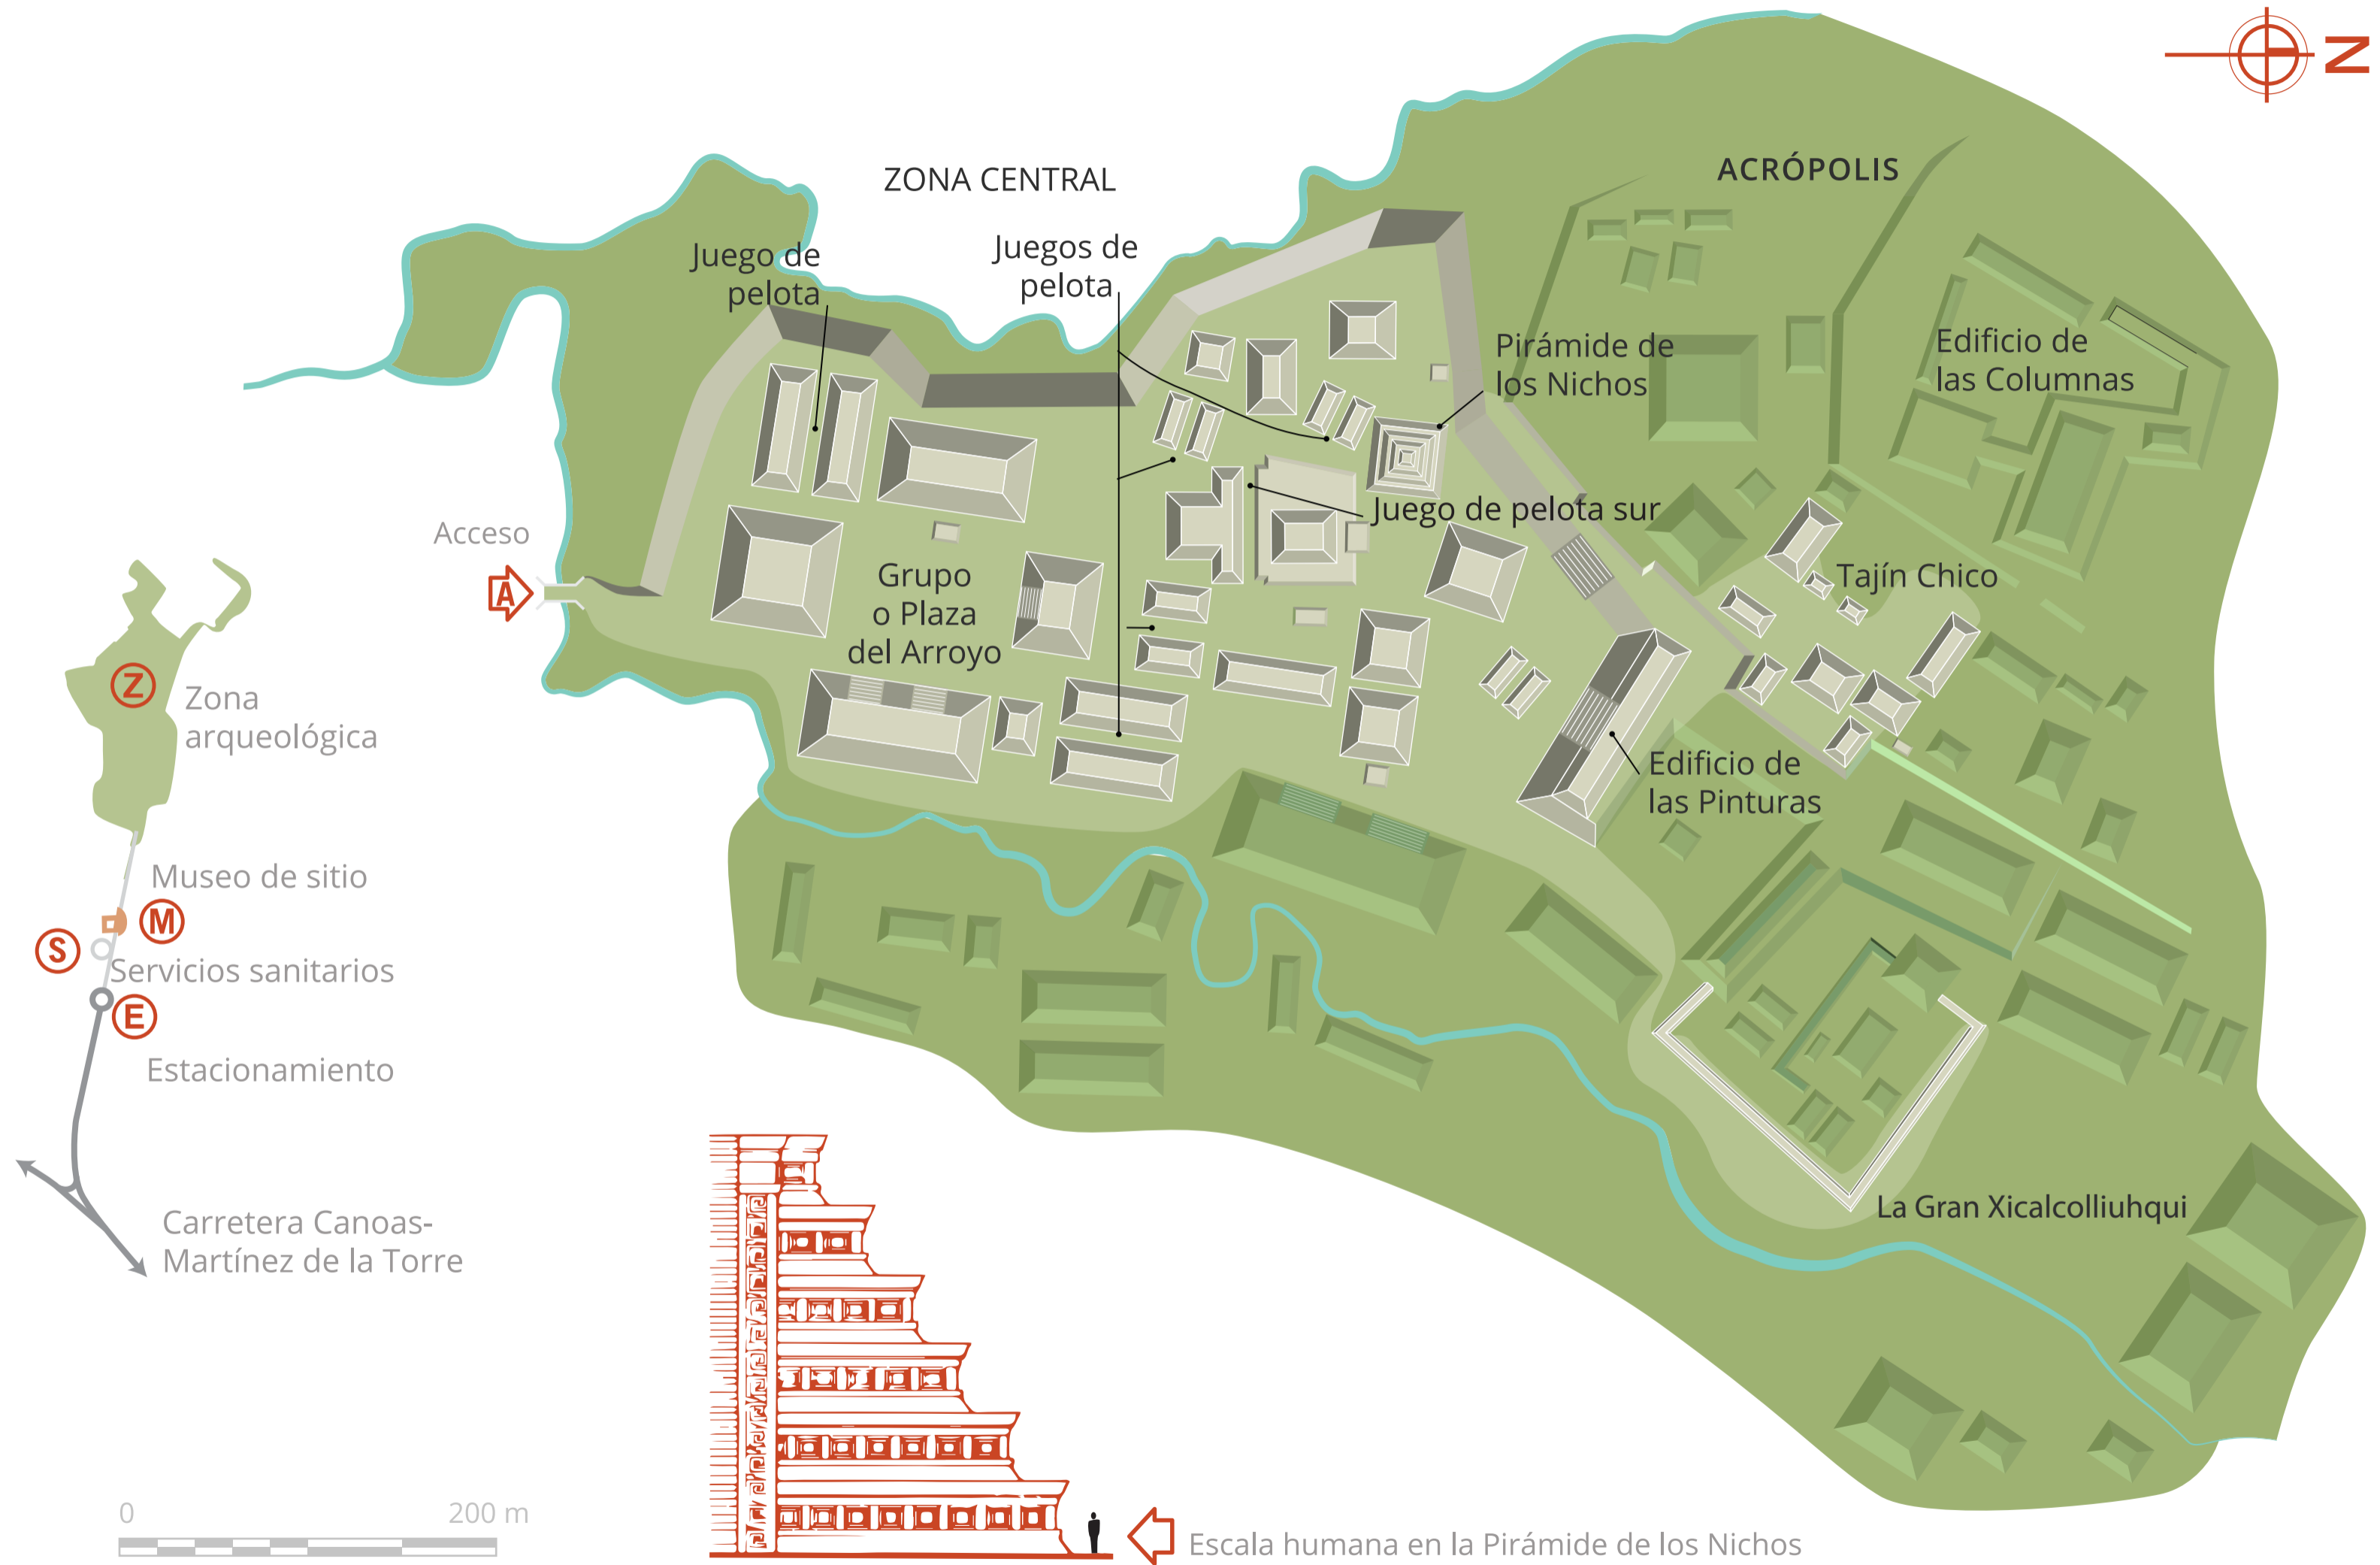 N
ZONA CENTRAL
ACRÓPOLIS
Juego de
pelota
Juegos de
pelota
Pirámide de
los Nichos
Edificio de
las Columnas
Juego de pelota sur
Acceso
A
Grupo
o Plaza
del Arroyo
Tajín Chico
Z
Zona
arqueológica
Edificio de
las Pinturas
Museo de sitio
M
S
Servicios sanitarios
E
Estacionamiento
La Gran Xicalcolliuhqui
Carretera Canoas-
Martínez de la Torre
0 200 m
Escala humana en la Pirámide de los Nichos